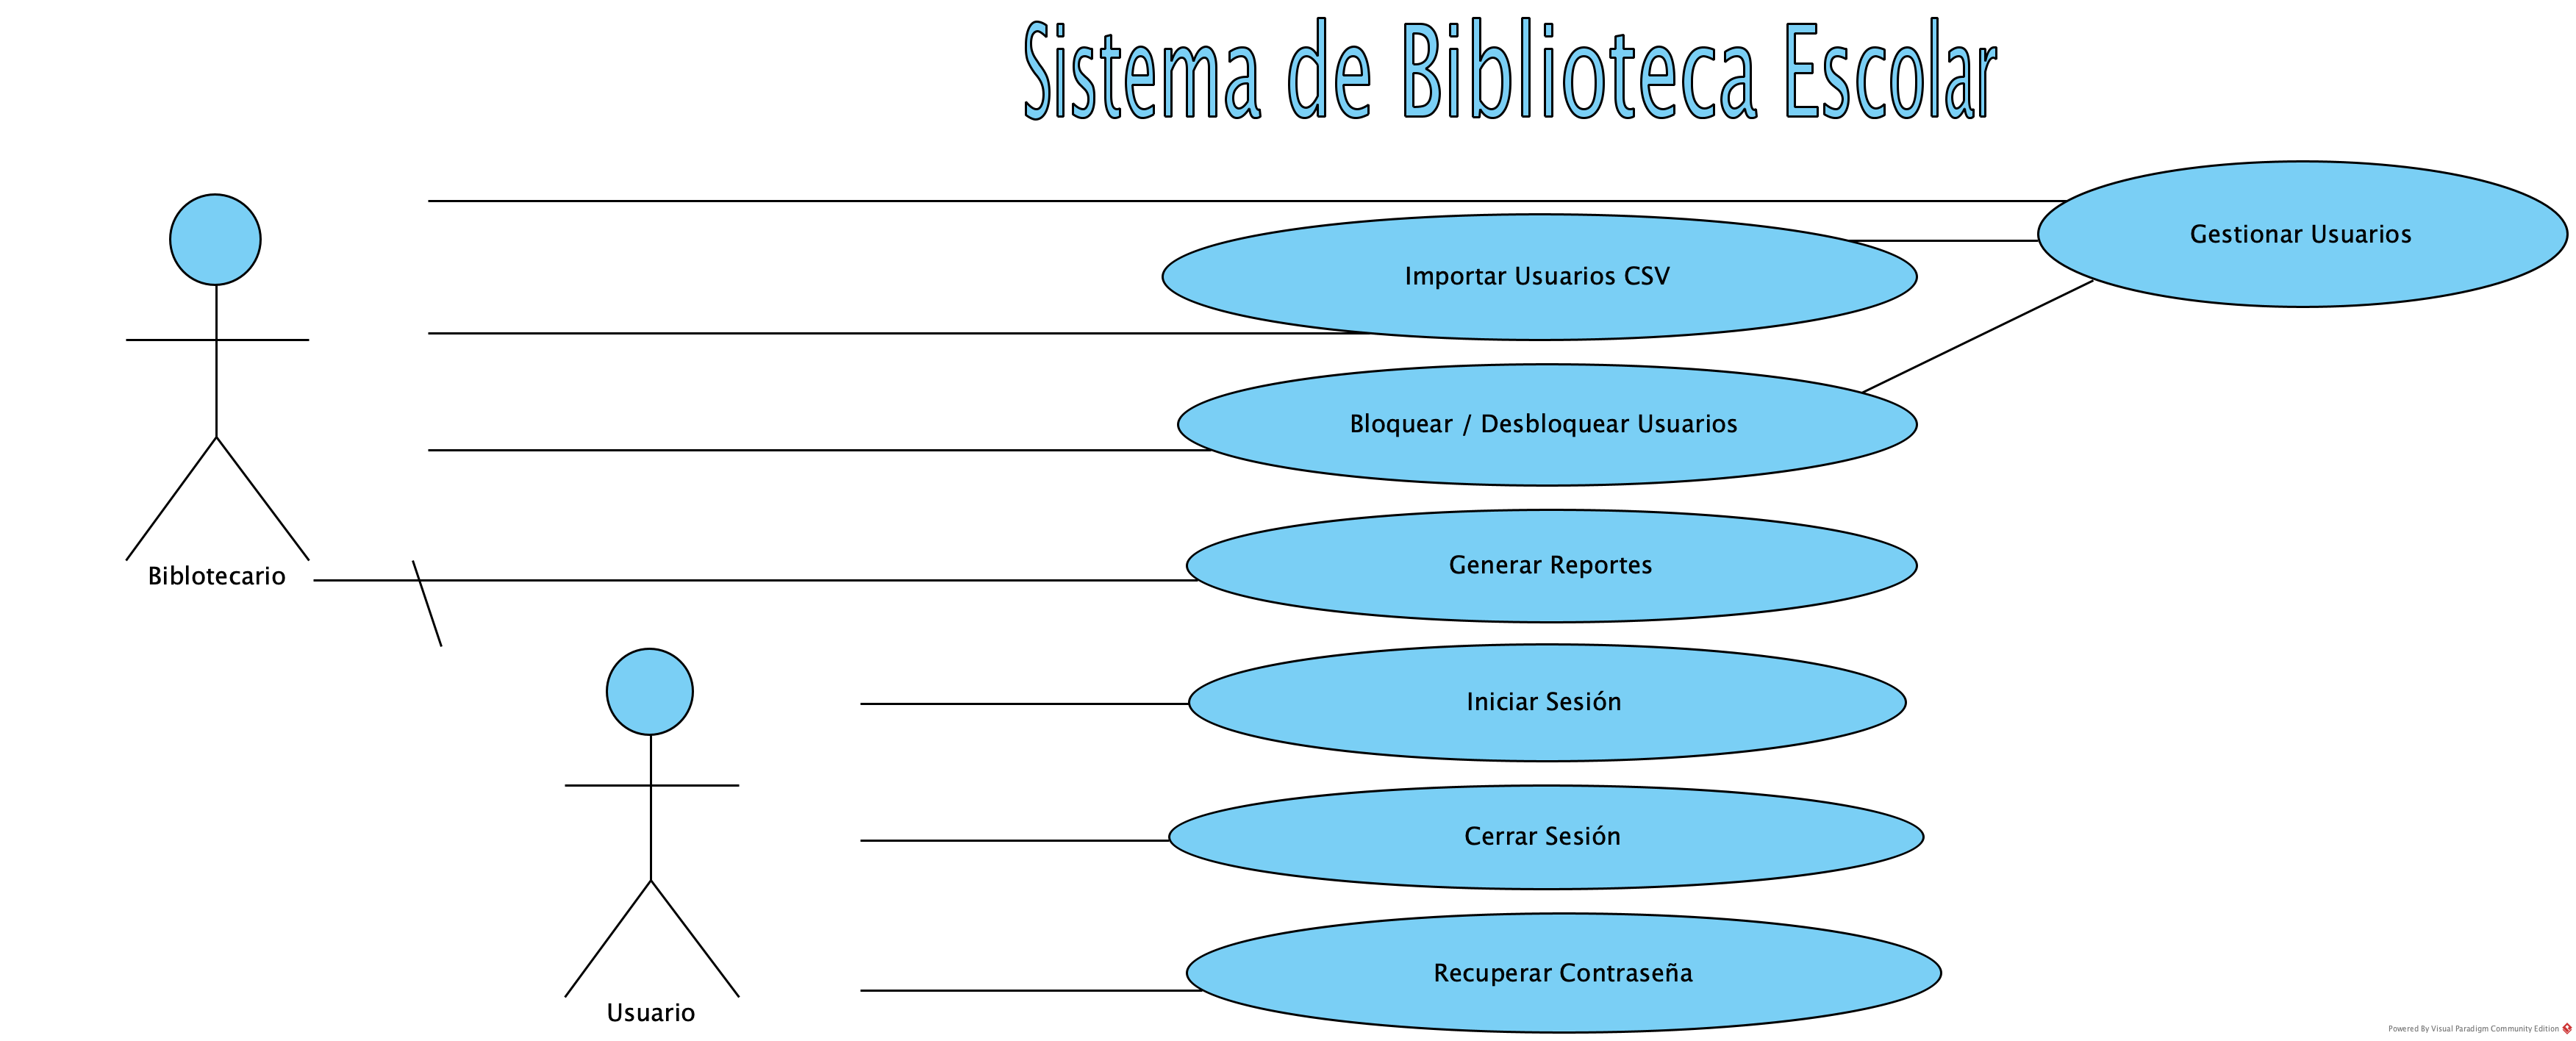 Sistema de Biblioteca Escolar
Gestionar Usuarios
Importar Usuarios CSV
Bloquear / Desbloquear Usuarios
Generar Reportes
Biblotecario
Iniciar Sesión
Cerrar Sesión
Recuperar Contraseña
Usuario
Powered By Visual Paradigm Community Edition